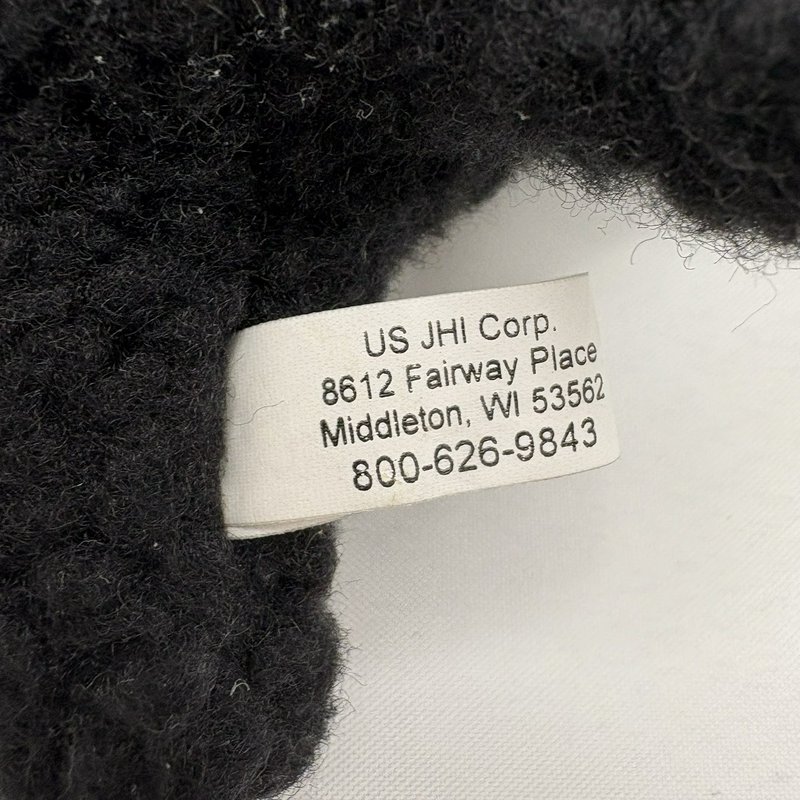 US JHI Corp.
8612 Fairway Place
Middleton, WI 53562
800-626-9843